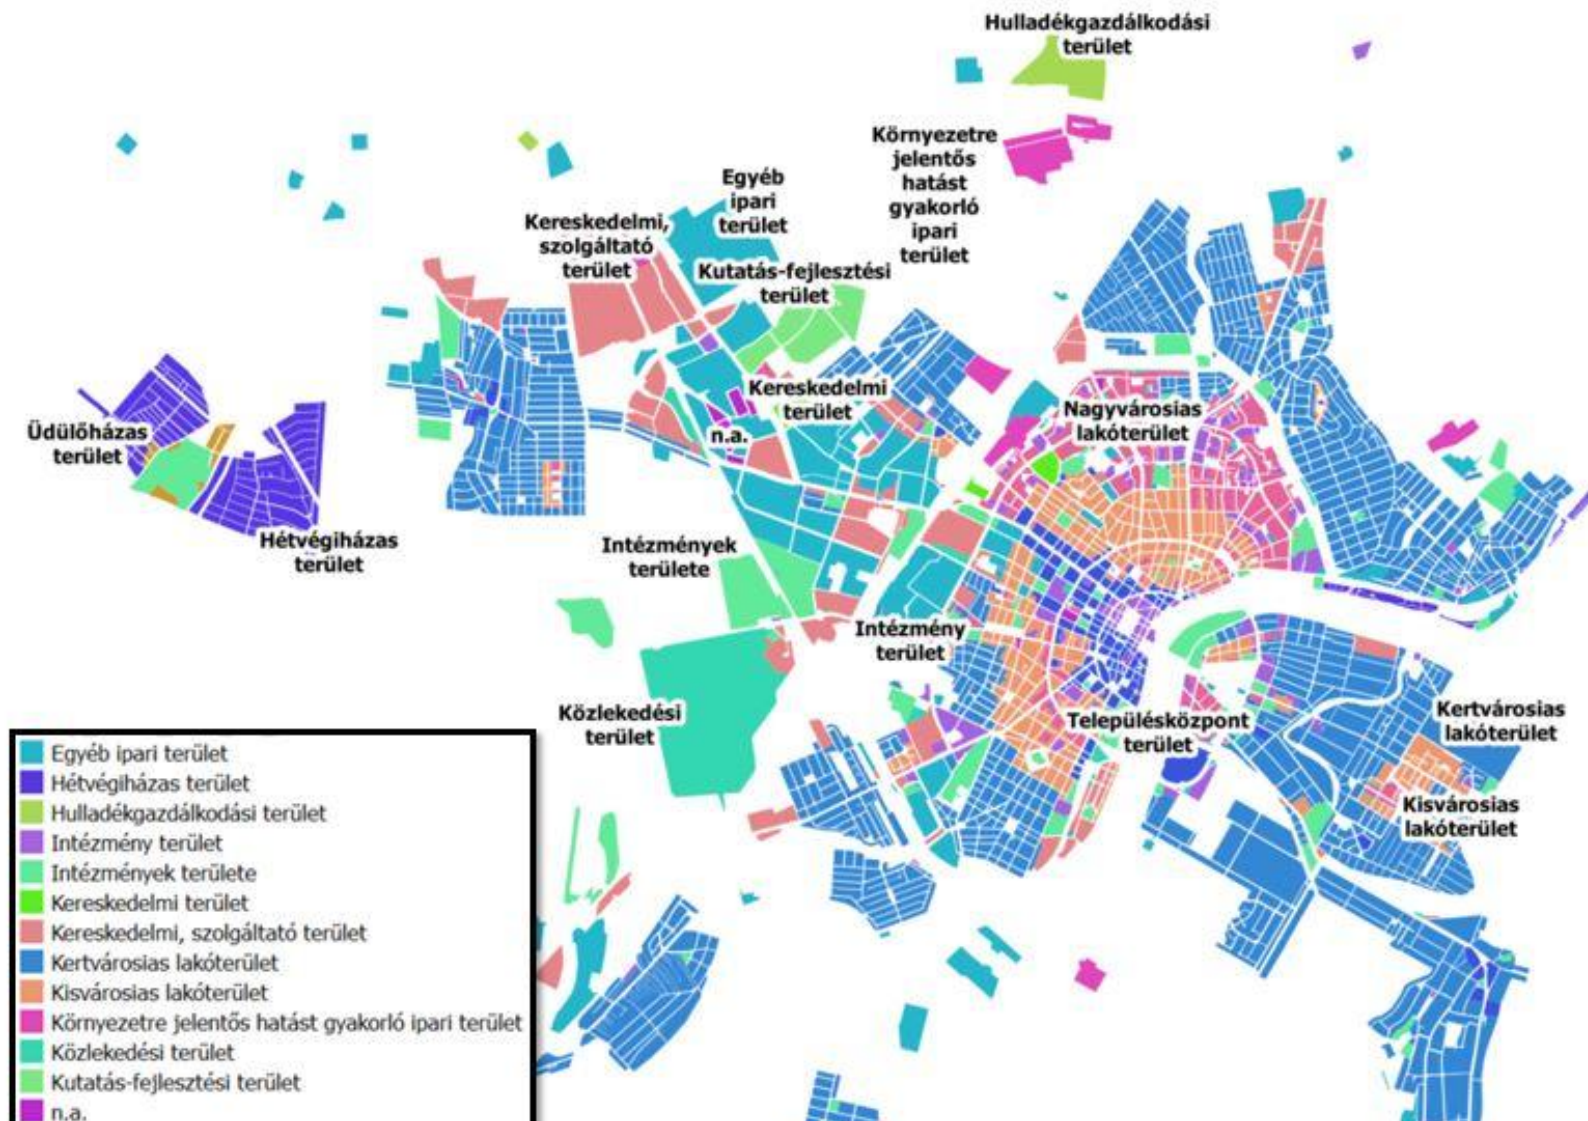 Hulladékgazdálkodási
terület
Környezetre
jelentős
hatást
gyakorló
ipari
terület
Egyéb
ipari
terület
Kereskedelmi,
szolgáltató
terület
Kutatás-fejlesztési
terület
Kereskedelmi
terület
Nagyvárosias
lakóterület
n.a.
Üdülőházas
terület
Hétvégiházas
terület
Intézmények
területe
Intézmény
terület
Közlekedési
terület
Településközpont
terület
Kertvárosias
lakóterület
Kisvárosias
lakóterület
Egyéb ipari terület
Hétvégiházas terület
Hulladékgazdálkodási terület
Intézmény terület
Intézmények területe
Kereskedelmi terület
Kereskedelmi, szolgáltató terület
Kertvárosias lakóterület
Kisvárosias lakóterület
Környezetre jelentős hatást gyakorló ipari terület
Közlekedési terület
Kutatás-fejlesztési terület
n.a.